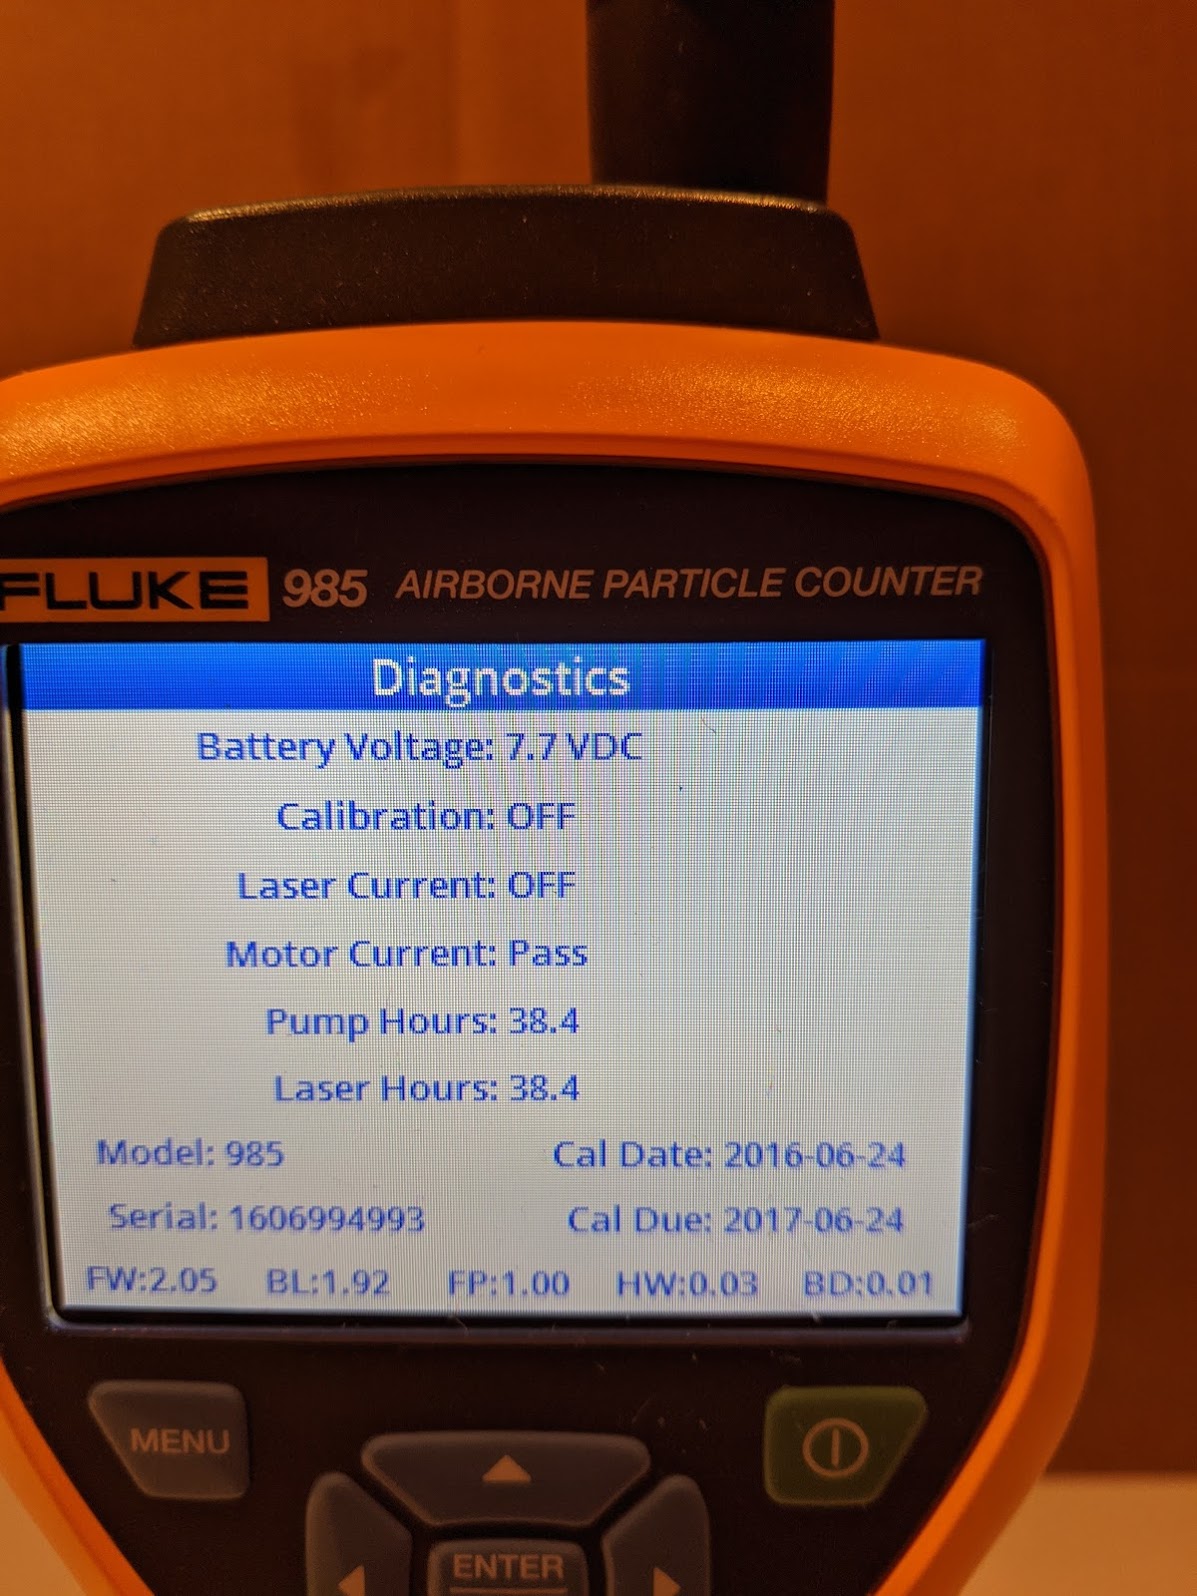 FLUKE 985 AIRBORNE PARTICLE COUNTER
Diagnostics
Battery Voltage: 7.7 VDC
Calibration: OFF
Laser Current: OFF
Motor Current: Pass
Pump Hours: 38.4
Laser Hours: 38.4
Model: 985 Cal Date: 2016-06-24
Serial: 1606994993 Cal Due: 2017-06-24
FW:2.05 BL:1.92 FP:1.00 HW:0.03 BD:0.01
MENU
ENTER